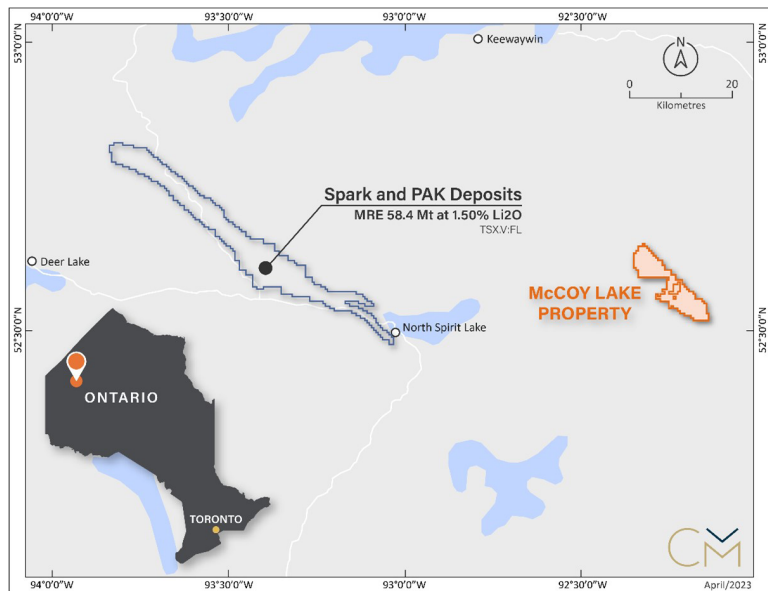 94°0'0"W
93°30'0"W
93°0'0"W
92°30'0"W
53°0'0"N
53°0'0"N
Keewaywin
N
0
20
Kilometres
Spark and PAK Deposits
MRE 58.4 Mt at 1.50% Li2O
TSX.V:FL
Deer Lake
McCOY LAKE
PROPERTY
North Spirit Lake
52°30'0"N
52°30'0"N
ONTARIO
TORONTO
CM
94°0'0"W
93°30'0"W
93°0'0"W
92°30'0"W
April/2023